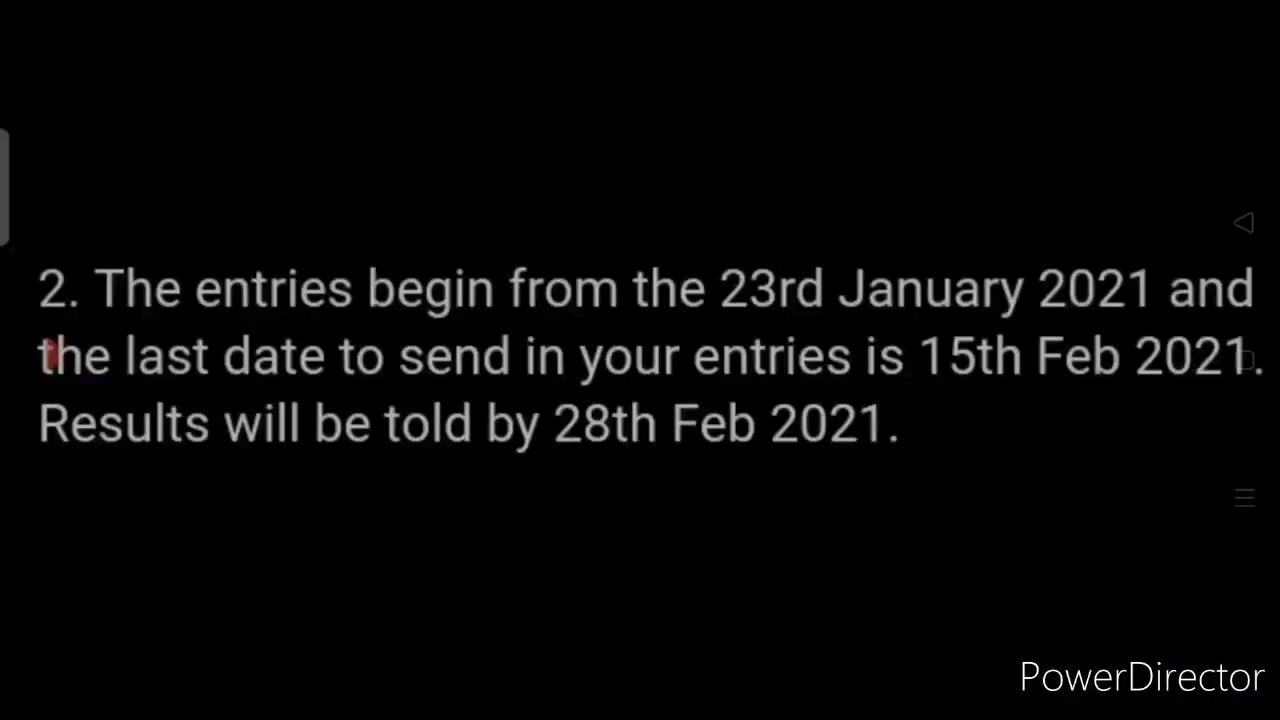 2. The entries begin from the 23rd January 2021 and
the last date to send in your entries is 15th Feb 2021.
Results will be told by 28th Feb 2021.
PowerDirector